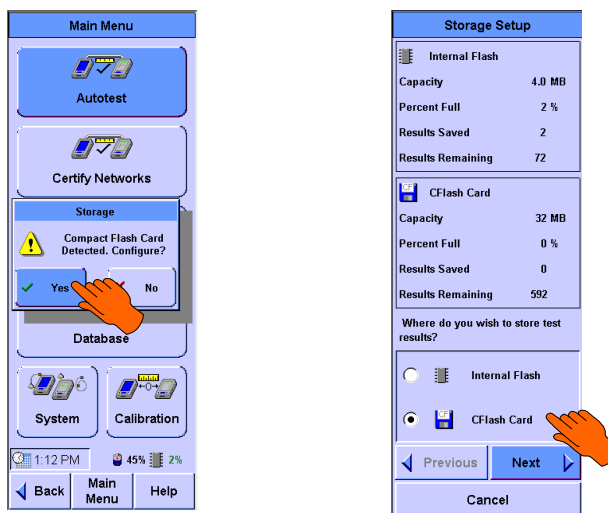 Main Menu
Autotest
Certify Networks
Storage
Compact Flash Card
Detected. Configure?
Yes
No
Database
System
Calibration
1:12 PM
45%
2%
Back
Main
Menu
Help
Storage Setup
Internal Flash
Capacity 4.0 MB
Percent Full 2 %
Results Saved 2
Results Remaining 72
CF
CFlash Card
Capacity 32 MB
Percent Full 0 %
Results Saved 0
Results Remaining 592
Where do you wish to store test
results?
Internal Flash
CF
CFlash Card
Previous
Next
Cancel